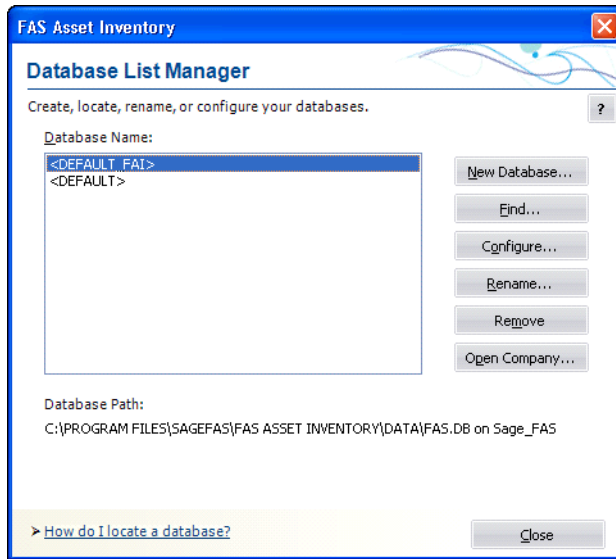 FAS Asset Inventory
Database List Manager
Create, locate, rename, or configure your databases.
?
Database Name:
<DEFAULT_FAI>
<DEFAULT>
New Database...
Find...
Configure...
Rename...
Remove
Open Company...
Database Path:
C:\PROGRAM FILES\SAGEFAS\FAS ASSET INVENTORY\DATA\FAS.DB on Sage_FAS
➤ How do I locate a database?
Close